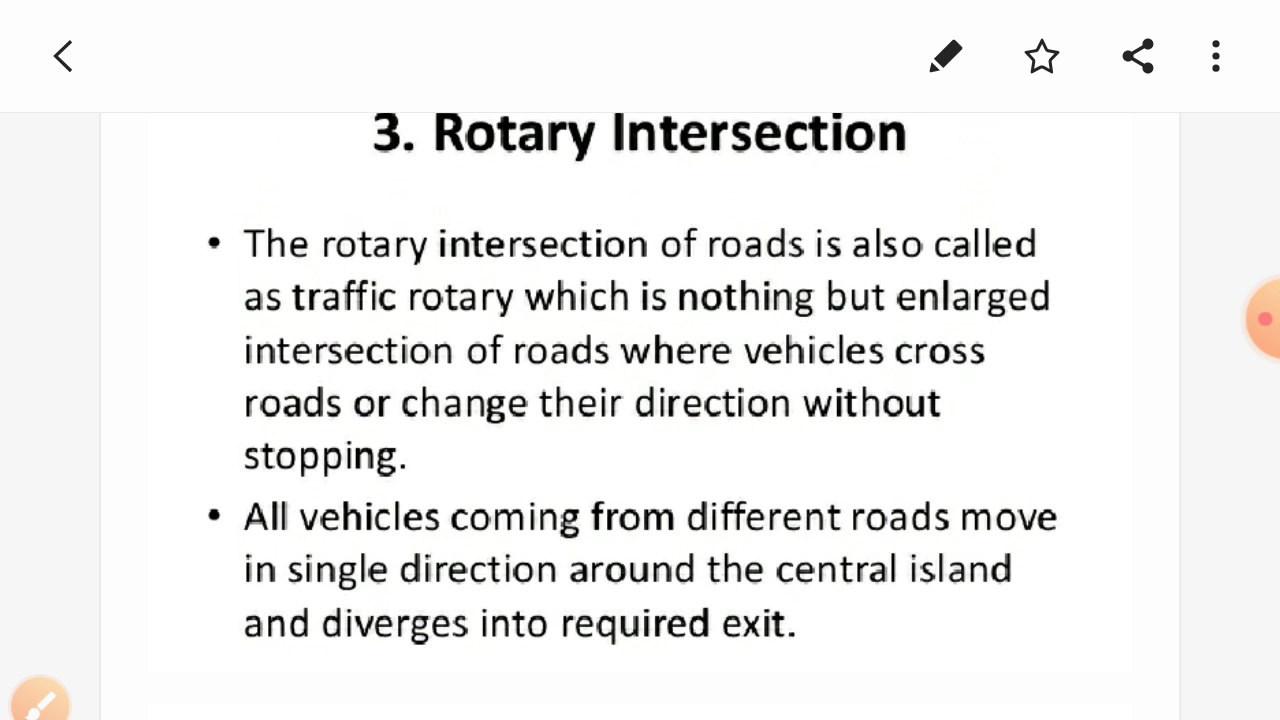 3. Rotary Intersection
• The rotary intersection of roads is also called
as traffic rotary which is nothing but enlarged
intersection of roads where vehicles cross
roads or change their direction without
stopping.
• All vehicles coming from different roads move
in single direction around the central island
and diverges into required exit.